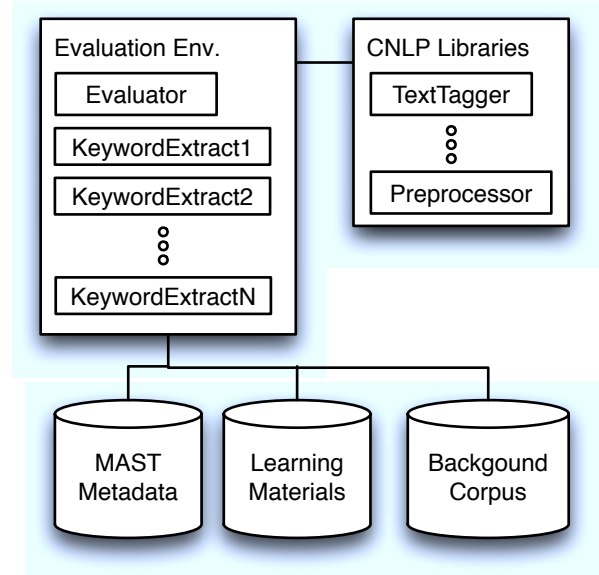 Evaluation Env.
Evaluator
KeywordExtract1
KeywordExtract2
KeywordExtractN
CNLP Libraries
TextTagger
Preprocessor
MAST
Metadata
Learning
Materials
Backgound
Corpus